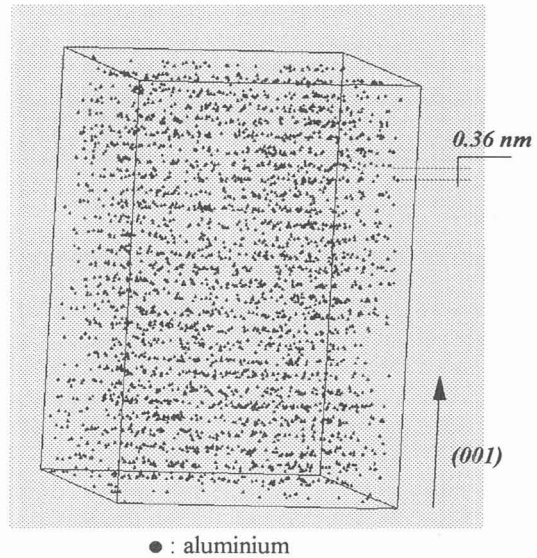 0.36 nm
(001)
● : aluminium